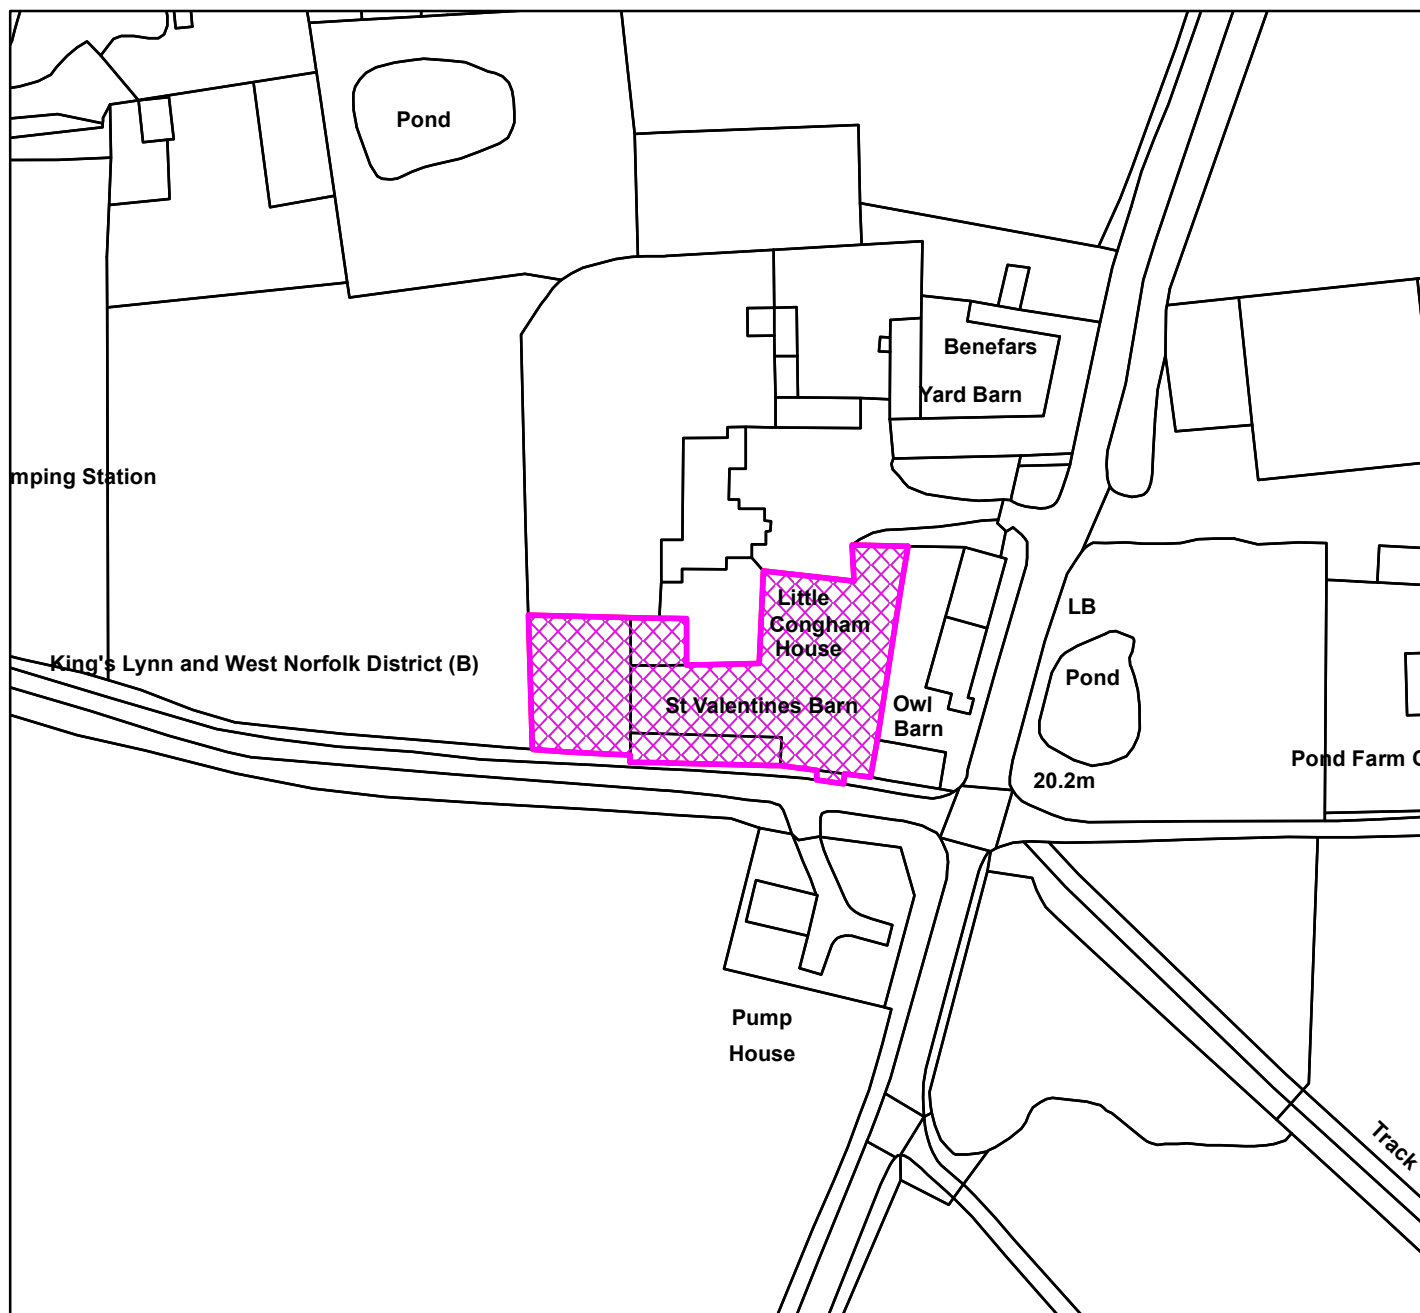 Pond
Benefars
Yard Barn
mping Station
Little
Congham
House
LB
King's Lynn and West Norfolk District (B)
Pond
St Valentines Barn
Owl
Barn
Pond Farm C
20.2m
Pump
House
Track